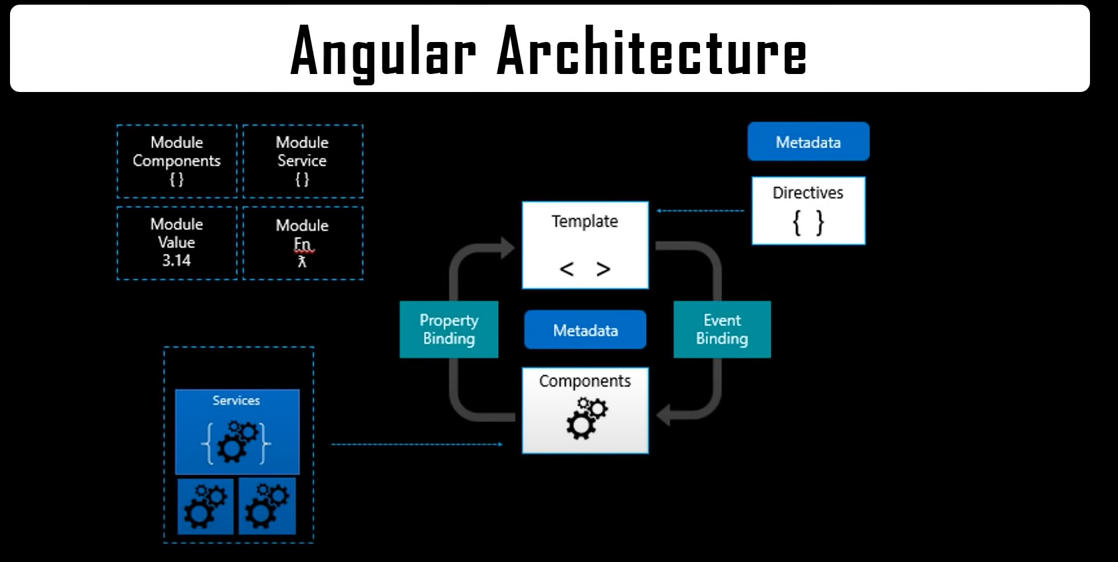 Angular Architecture
Module
Components
{ }
Module
Service
{ }
Module
Value
3.14
Module
Fn
Metadata
Directives
{ }
Template
< >
Property
Binding
Metadata
Event
Binding
Components
Services
{ }